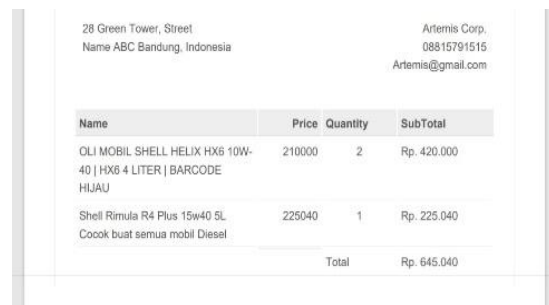 28 Green Tower, Street
Name ABC Bandung, Indonesia
Artemis Corp.
08815791515
Artemis@gmail.com
Name Price Quantity SubTotal
OLI MOBIL SHELL HELIX HX6 10W- 210000 2 Rp. 420.000
40 | HX6 4 LITER | BARCODE
HIJAU
Shell Rimula R4 Plus 15w40 5L 225040 1 Rp. 225.040
Cocok buat semua mobil Diesel
Total Rp. 645.040